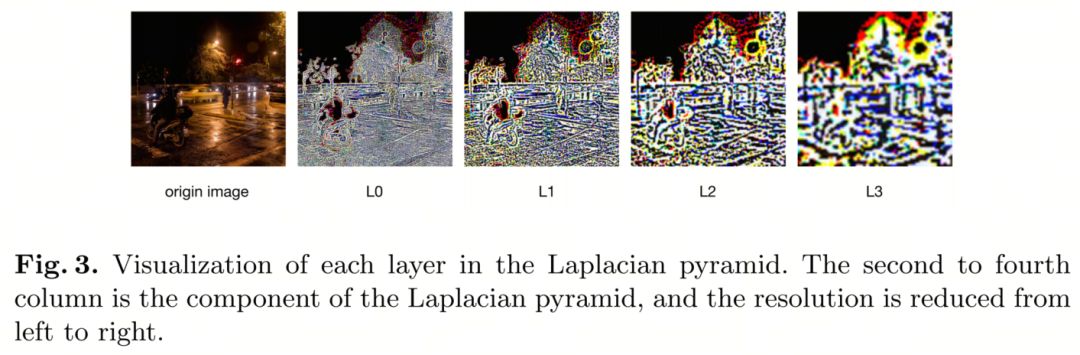 origin image L0 L1 L2 L3
Fig. 3. Visualization of each layer in the Laplacian pyramid. The second to fourth
column is the component of the Laplacian pyramid, and the resolution is reduced from
left to right.